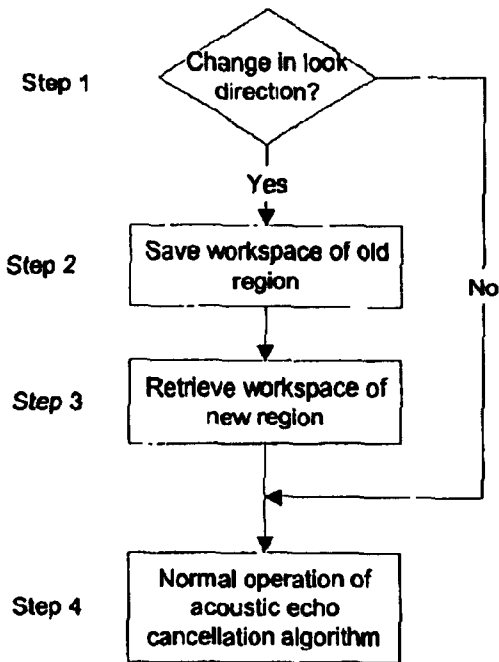 Step 1
Change in look
direction?
Yes
No
Step 2
Save workspace of old
region
Step 3
Retrieve workspace of
new region
Step 4
Normal operation of
acoustic echo
cancellation algorithm